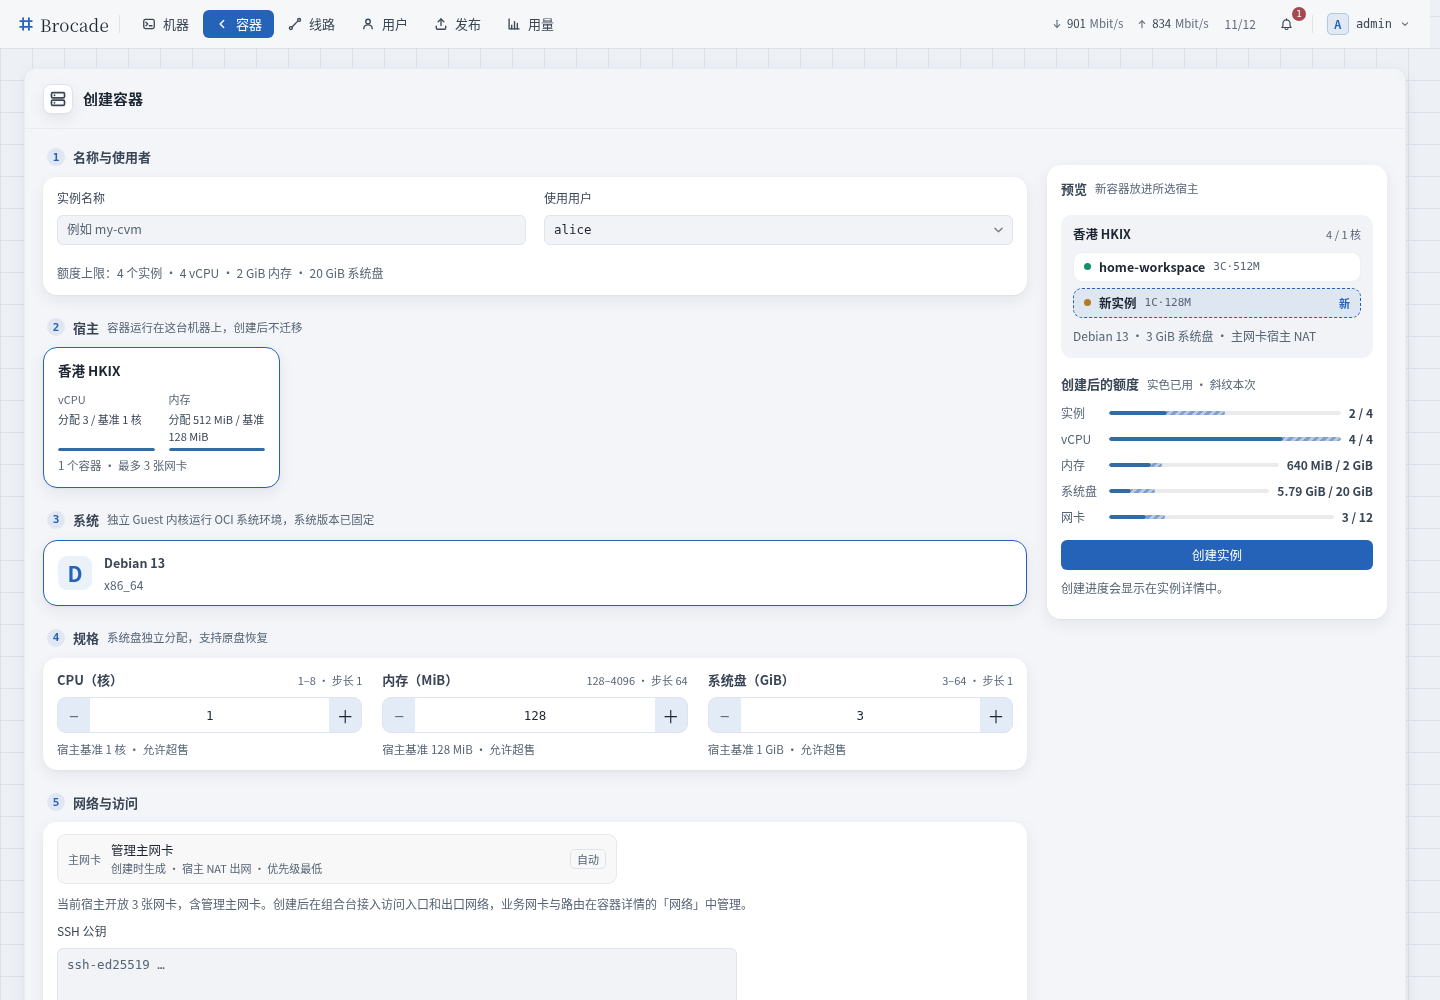 Brocade
机器
容器
线路
用户
发布
用量
↓ 901 Mbit/s ↑ 834 Mbit/s 11/12
1
A admin
创建容器
1 名称与使用者
实例名称
例如 my-cvm
使用用户
alice
额度上限：4 个实例 · 4 vCPU · 2 GiB 内存 · 20 GiB 系统盘
2 宿主 容器运行在这台机器上，创建后不迁移
香港 HKIX
vCPU
分配 3 / 基准 1 核
内存
分配 512 MiB / 基准
128 MiB
1 个容器 · 最多 3 张网卡
3 系统 独立 Guest 内核运行 OCI 系统环境，系统版本已固定
D
Debian 13
x86_64
4 规格 系统盘独立分配，支持原盘恢复
CPU（核） 1–8 · 步长 1
− 1 +
宿主基准 1 核 · 允许超售
内存（MiB） 128–4096 · 步长 64
− 128 +
宿主基准 128 MiB · 允许超售
系统盘（GiB） 3–64 · 步长 1
− 3 +
宿主基准 1 GiB · 允许超售
5 网络与访问
主网卡
管理主网卡
创建时生成 · 宿主 NAT 出网 · 优先级最低
自动
当前宿主开放 3 张网卡，含管理主网卡。创建后在组合台接入访问入口和出口网络，业务网卡与路由在容器详情的「网络」中管理。
SSH 公钥
ssh-ed25519 …
预览 新容器放进所选宿主
香港 HKIX 4 / 1 核
home-workspace 3C·512M
新实例 1C·128M 新
Debian 13 · 3 GiB 系统盘 · 主网卡宿主 NAT
创建后的额度 实色已用 · 斜纹本次
实例 2 / 4
vCPU 4 / 4
内存 640 MiB / 2 GiB
系统盘 5.79 GiB / 20 GiB
网卡 3 / 12
创建实例
创建进度会显示在实例详情中。